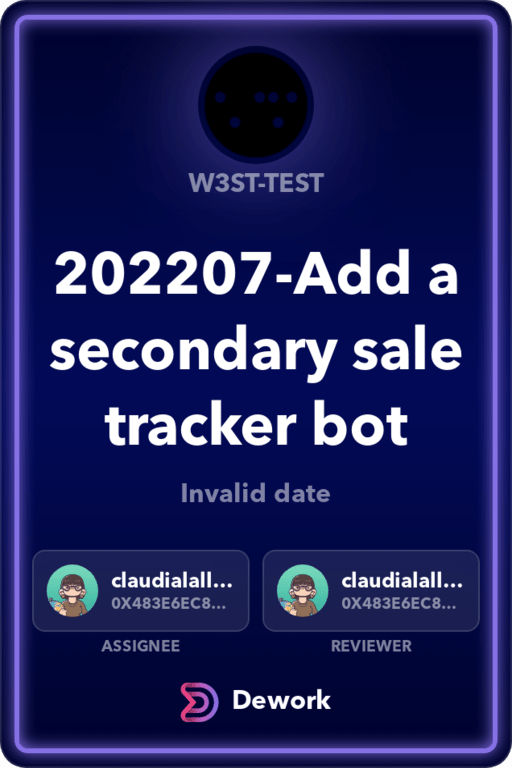 W3ST-TEST
202207-Add a
secondary sale
tracker bot
Invalid date
claudialall... claudialall...
0X483E6EC8... 0X483E6EC8...
ASSIGNEE REVIEWER
Dework